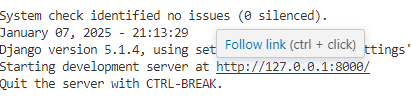 System check identified no issues (0 silenced).
January 07, 2025 - 21:13:29
Django version 5.1.4, using set ttings'
Follow link (ctrl + click)
Starting development server at http://127.0.0.1:8000/
Quit the server with CTRL-BREAK.